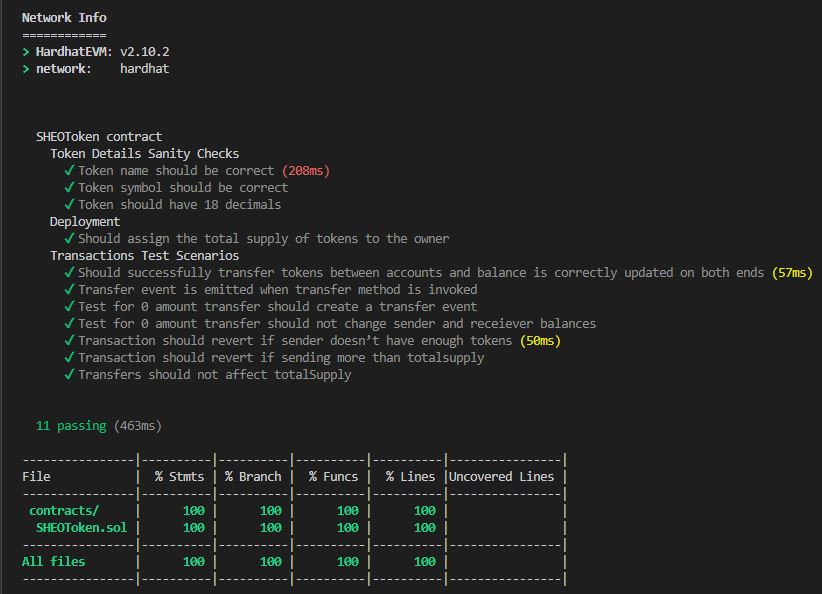 Network Info
============
> HardhatEVM: v2.10.2
> network:    hardhat
SHEOToken contract
Token Details Sanity Checks
✓ Token name should be correct (208ms)
✓ Token symbol should be correct
✓ Token should have 18 decimals
Deployment
✓ Should assign the total supply of tokens to the owner
Transactions Test Scenarios
✓ Should successfully transfer tokens between accounts and balance is correctly updated on both ends (57ms)
✓ Transfer event is emitted when transfer method is invoked
✓ Test for 0 amount transfer should create a transfer event
✓ Test for 0 amount transfer should not change sender and receiever balances
✓ Transaction should revert if sender doesn’t have enough tokens (50ms)
✓ Transaction should revert if sending more than totalsupply
✓ Transfers should not affect totalSupply
11 passing (463ms)
----------------|----------|----------|----------|----------|----------------|
File            |  % Stmts | % Branch |  % Funcs |  % Lines |Uncovered Lines |
----------------|----------|----------|----------|----------|----------------|
 contracts/     |      100 |      100 |      100 |      100 |                |
  SHEOToken.sol |      100 |      100 |      100 |      100 |                |
----------------|----------|----------|----------|----------|----------------|
All files       |      100 |      100 |      100 |      100 |                |
----------------|----------|----------|----------|----------|----------------|